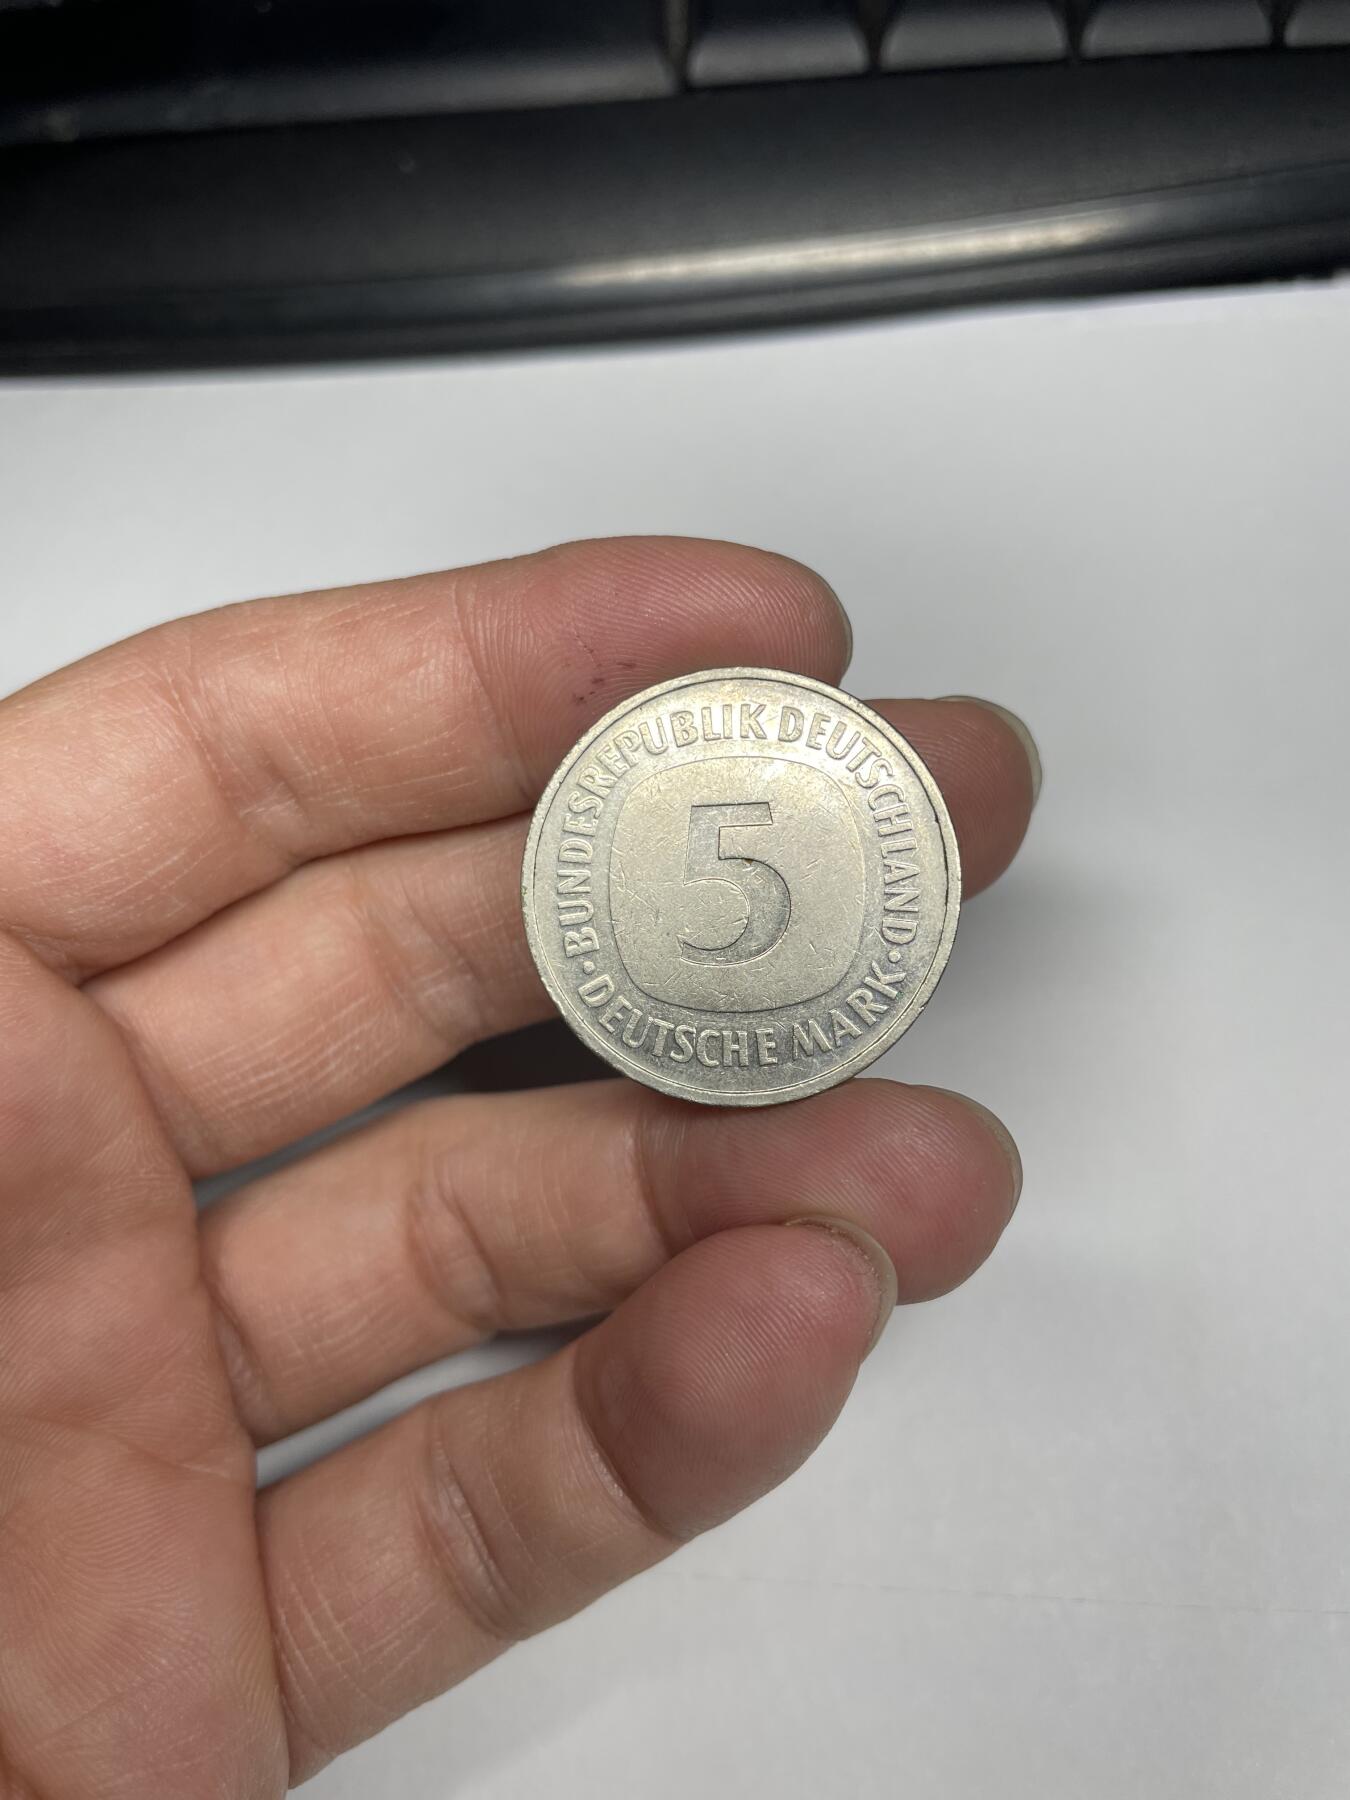 ·BUNDESREPUBLIK DEUTSCHLAND·
5
DEUTSCHE MARK